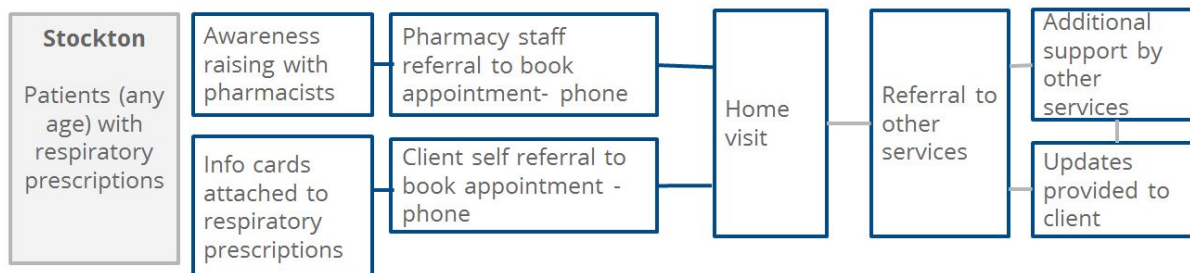 Stockton
Patients (any
age) with
respiratory
prescriptions
Awareness
raising with
pharmacists
Info cards
attached to
respiratory
prescriptions
Pharmacy staff
referral to book
appointment- phone
Client self referral to
book appointment -
phone
Home
visit
Referral to
other
services
Additional
support by
other
services
Updates
provided to
client